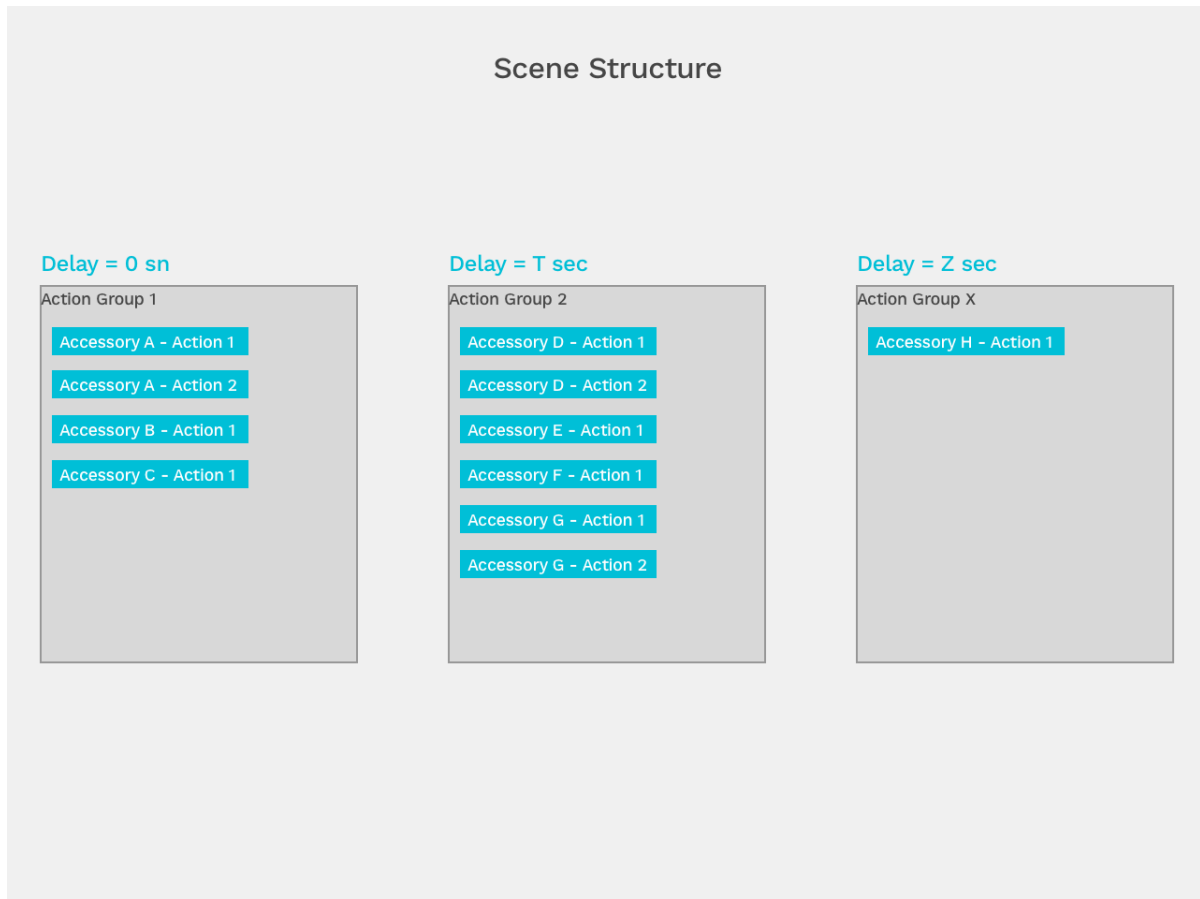 Scene Structure
Delay = 0 sn
Action Group 1
Accessory A - Action 1
Accessory A - Action 2
Accessory B - Action 1
Accessory C - Action 1
Delay = T sec
Action Group 2
Accessory D - Action 1
Accessory D - Action 2
Accessory E - Action 1
Accessory F - Action 1
Accessory G - Action 1
Accessory G - Action 2
Delay = Z sec
Action Group X
Accessory H - Action 1